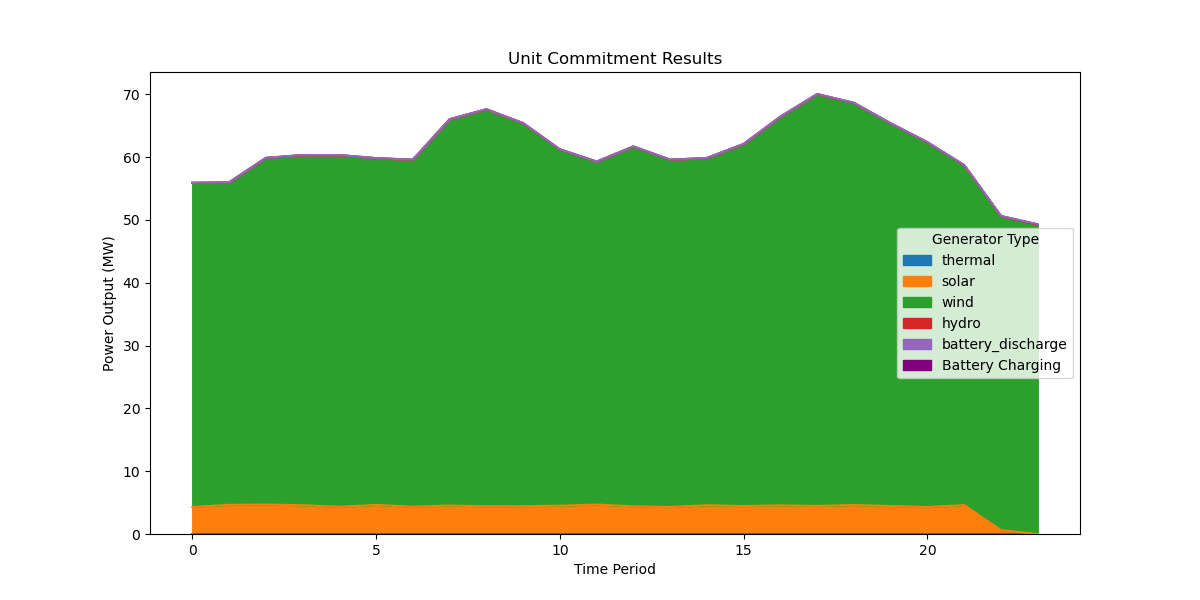 Unit Commitment Results
Power Output (MW)
70
60
50
40
30
20
10
0
Generator Type
thermal
solar
wind
hydro
battery_discharge
Battery Charging
0 5 10 15 20
Time Period